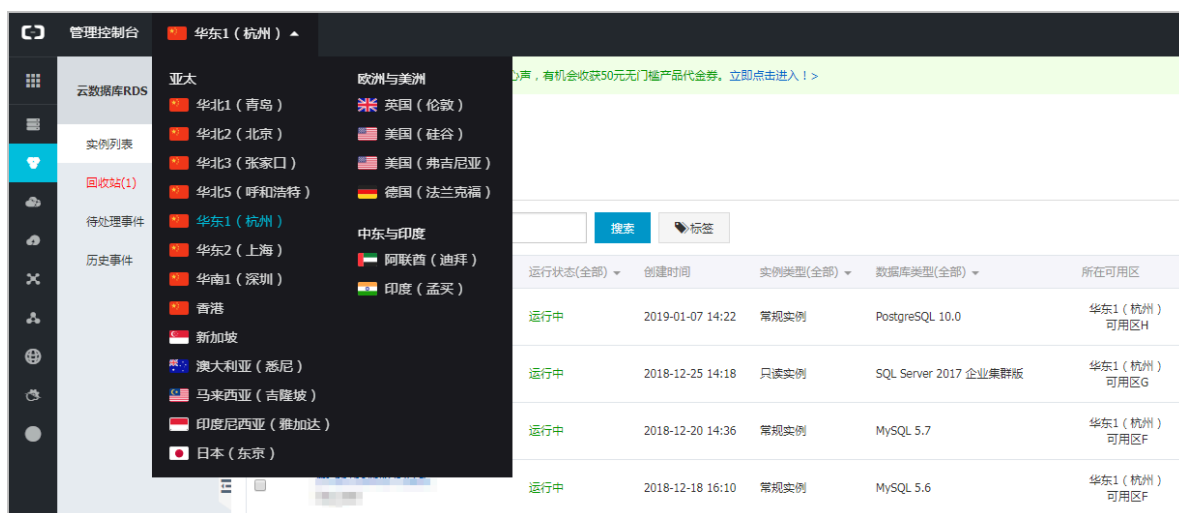 管理控制台
华东1 ( 杭州 )
云数据库RDS
实例列表
回收站(1)
待处理事件
历史事件
亚太
华北1 ( 青岛 )
华北2 ( 北京 )
华北3 ( 张家口 )
华北5 ( 呼和浩特 )
华东1 ( 杭州 )
华东2 ( 上海 )
华南1 ( 深圳 )
香港
新加坡
澳大利亚 ( 悉尼 )
马来西亚 ( 吉隆坡 )
印度尼西亚 ( 雅加达 )
日本 ( 东京 )
欧洲与美洲
英国 ( 伦敦 )
美国 ( 硅谷 )
美国 ( 弗吉尼亚 )
德国 ( 法兰克福 )
中东与印度
阿联酋 ( 迪拜 )
印度 ( 孟买 )
声,有机会收获50元无门槛产品代金券。立即点击进入!>
搜索
标签
运行状态(全部) 创建时间 实例类型(全部) 数据库类型(全部) 所在可用区
运行中 2019-01-07 14:22 常规实例 PostgreSQL 10.0 华东1 ( 杭州 )
可用区H
运行中 2018-12-25 14:18 只读实例 SQL Server 2017 企业集群版 华东1 ( 杭州 )
可用区G
运行中 2018-12-20 14:36 常规实例 MySQL 5.7 华东1 ( 杭州 )
可用区F
运行中 2018-12-18 16:10 常规实例 MySQL 5.6 华东1 ( 杭州 )
可用区F